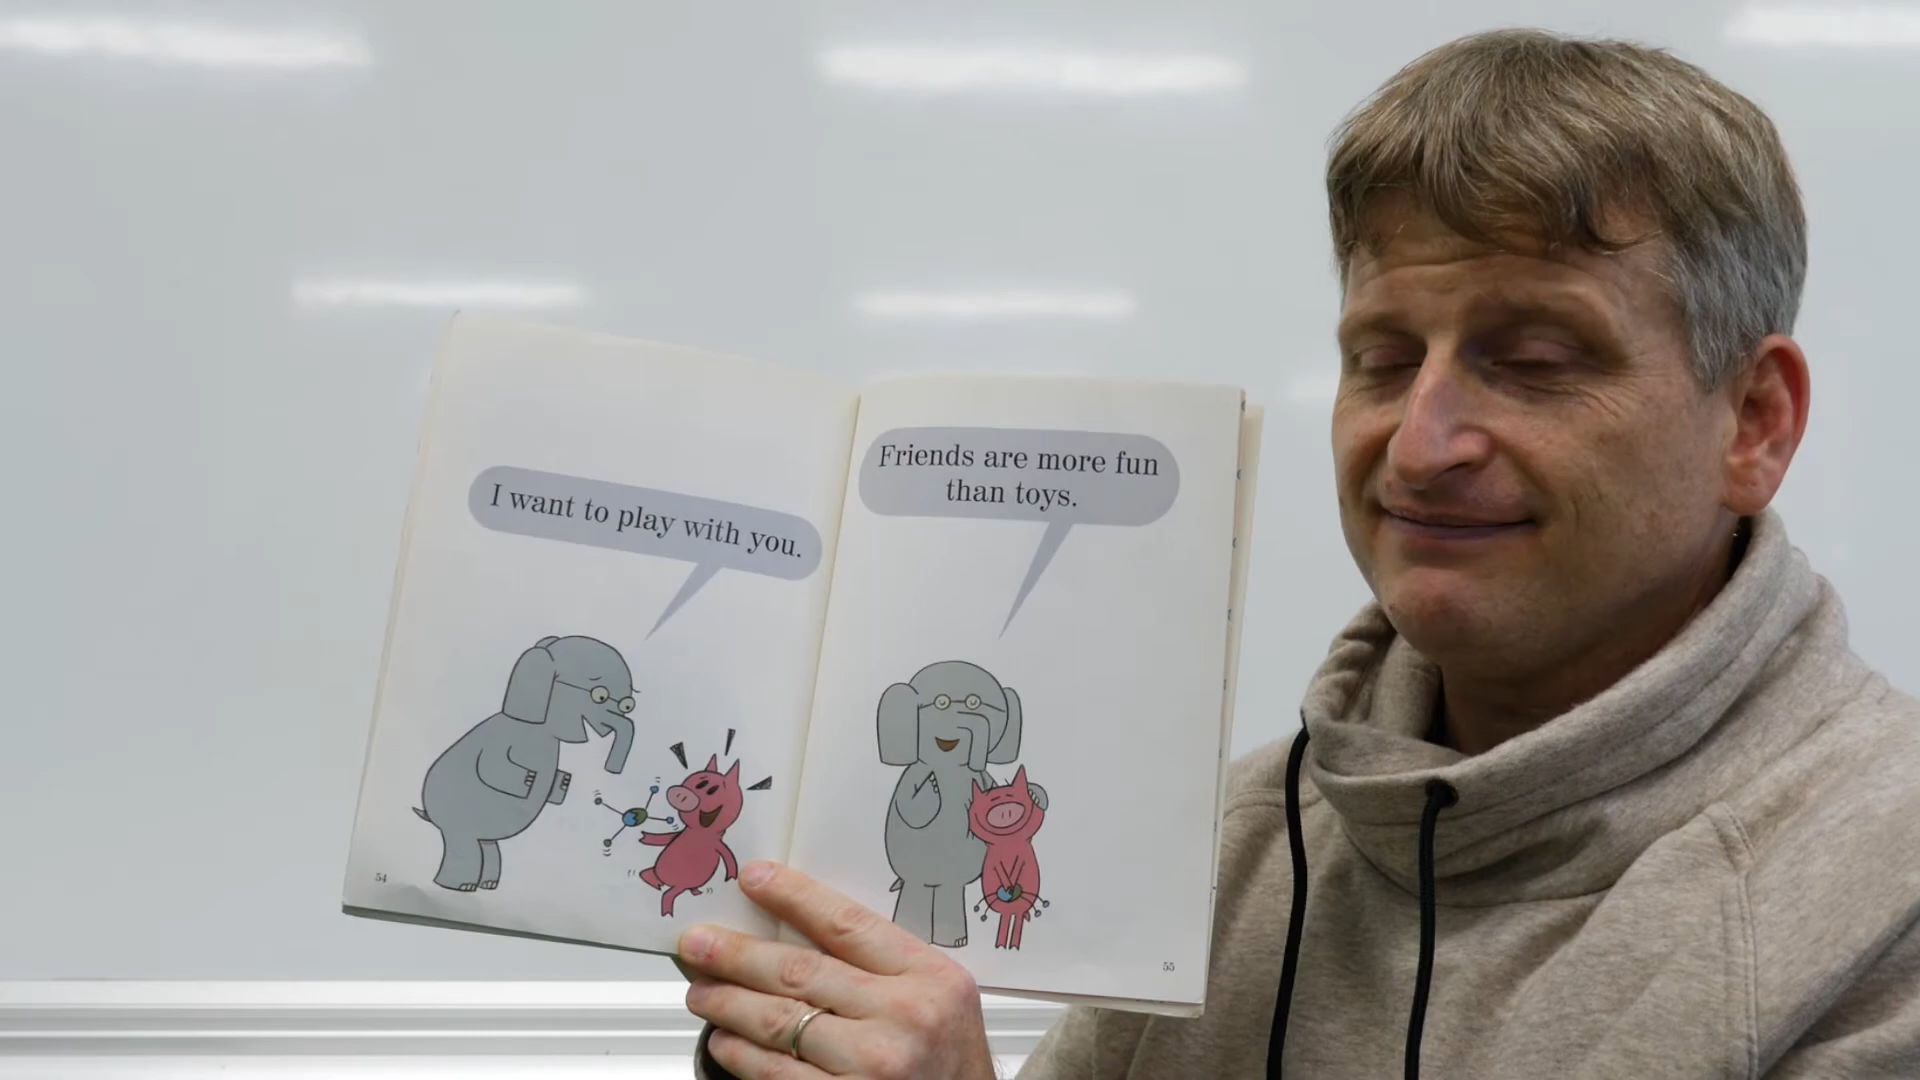 I want to play with you.
54
Friends are more fun
than toys.
55